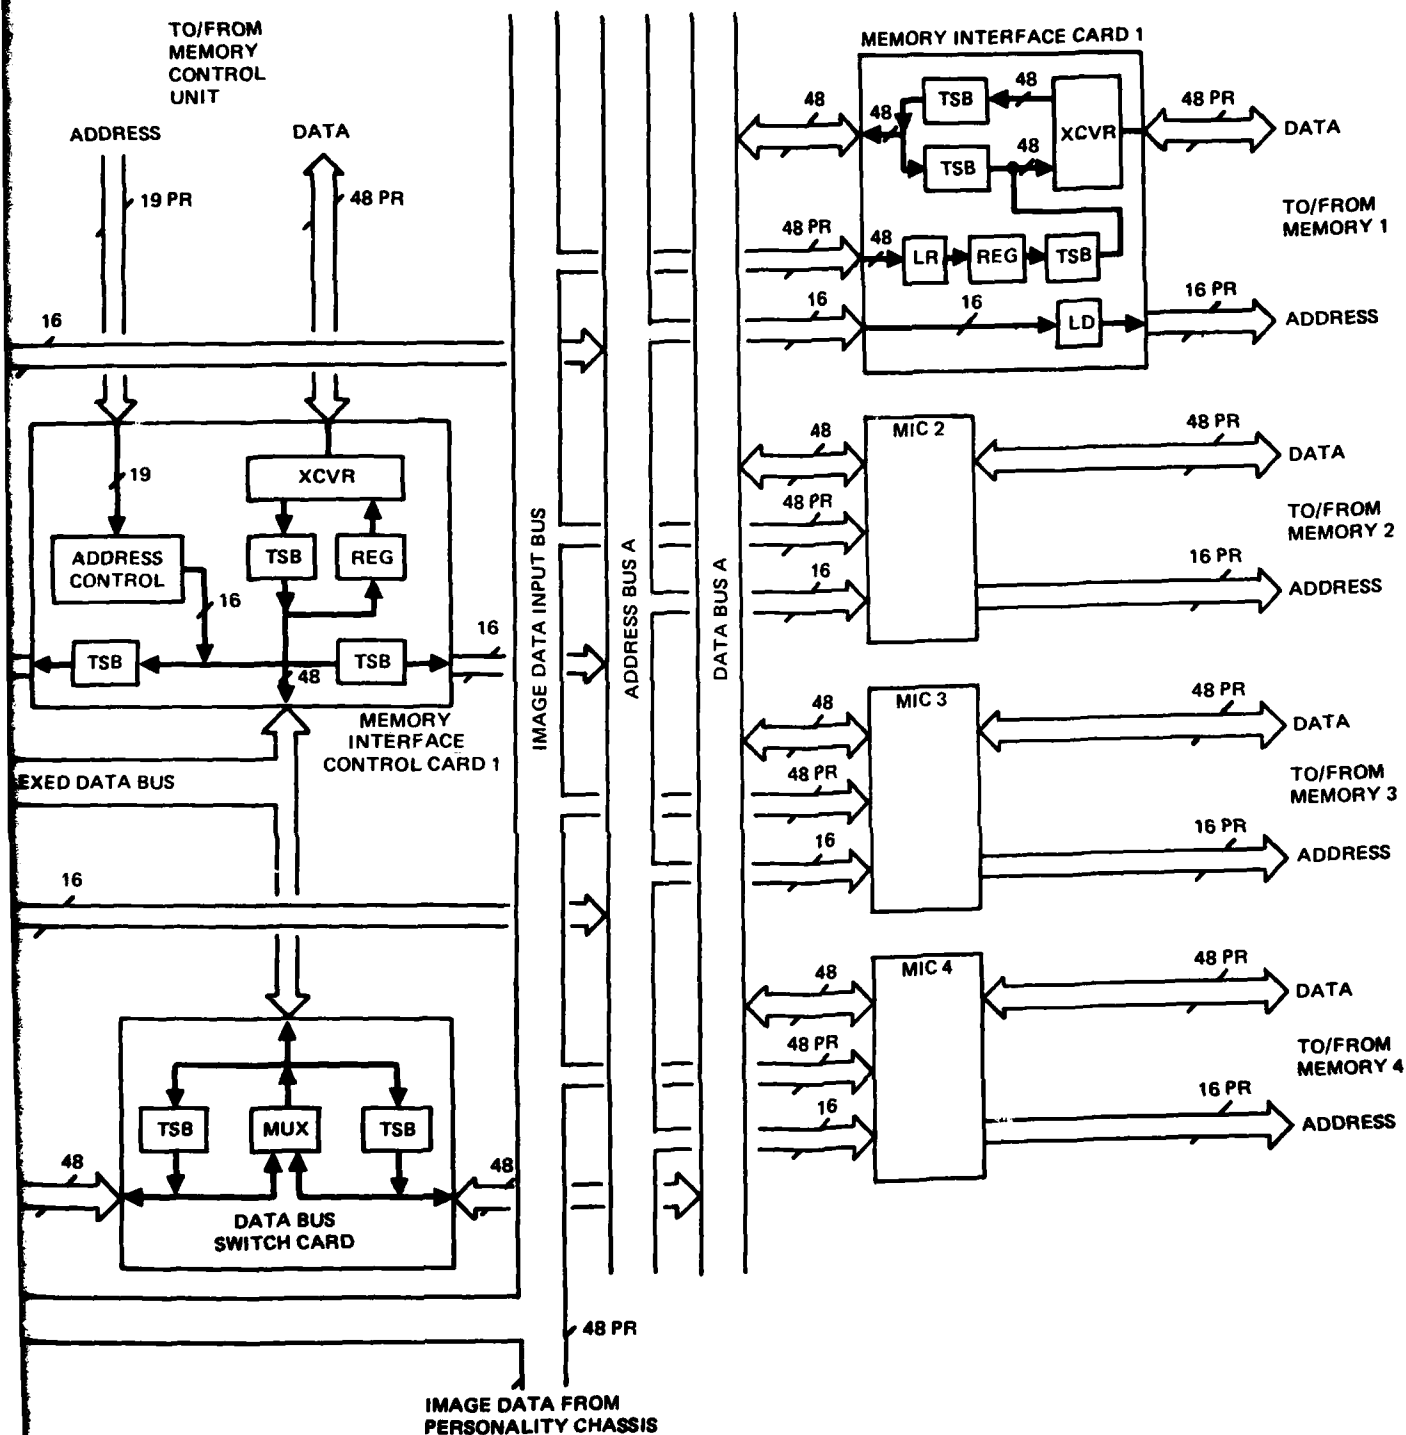 TO/FROM
MEMORY
CONTROL
UNIT
ADDRESS
DATA
19 PR
48 PR
16
19
XCVR
TSB
REG
ADDRESS
CONTROL
16
TSB
TSB
48
16
MEMORY
INTERFACE
CONTROL CARD 1
EXED DATA BUS
16
TSB
MUX
TSB
48
48
DATA BUS
SWITCH CARD
48 PR
IMAGE DATA FROM
PERSONALITY CHASSIS
IMAGE DATA INPUT BUS
ADDRESS BUS A
DATA BUS A
MEMORY INTERFACE CARD 1
48
48
TSB
48
XCVR
48 PR
DATA
TSB
48
TO/FROM
MEMORY 1
48 PR
48
LR
REG
TSB
16
16
LD
16 PR
ADDRESS
MIC 2
48
48 PR
DATA
48 PR
TO/FROM
MEMORY 2
16
16 PR
ADDRESS
MIC 3
48
48 PR
DATA
48 PR
TO/FROM
MEMORY 3
16
16 PR
ADDRESS
MIC 4
48
48 PR
DATA
48 PR
TO/FROM
MEMORY 4
16
16 PR
ADDRESS